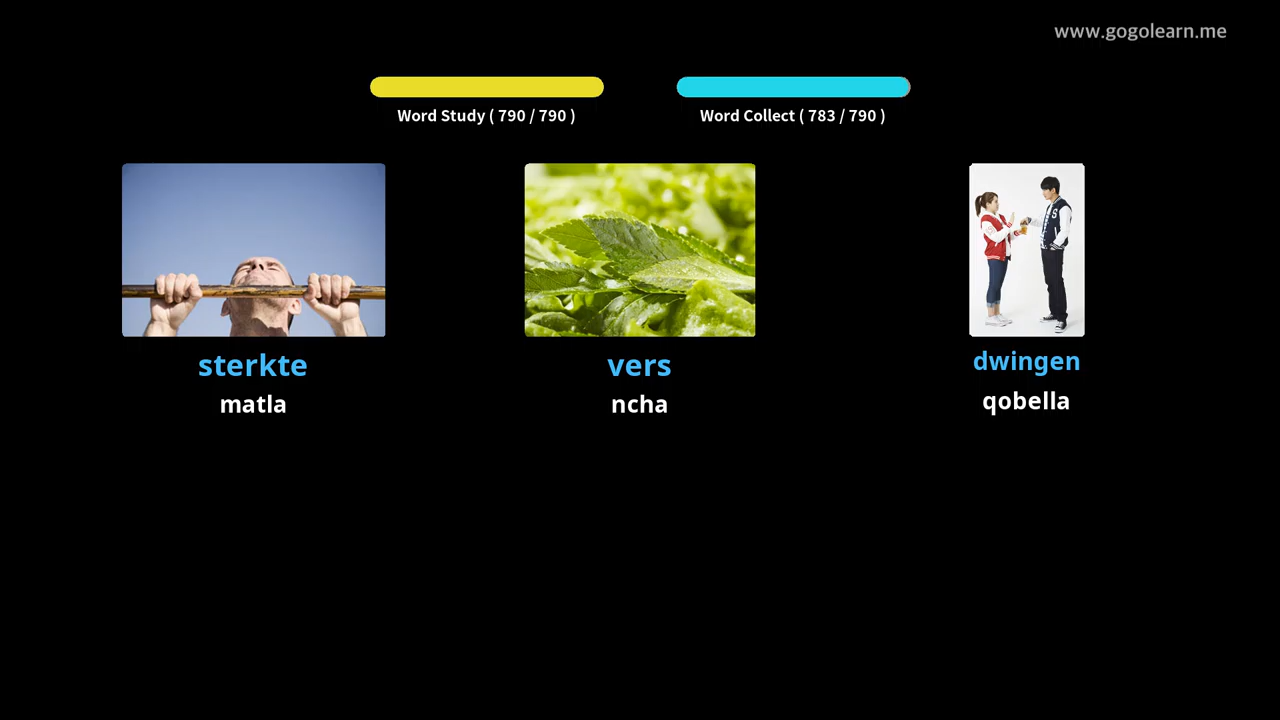 www.gogolearn.me
Word Study ( 790 / 790 )
Word Collect ( 783 / 790 )
sterkte
matla
vers
ncha
dwingen
qobella